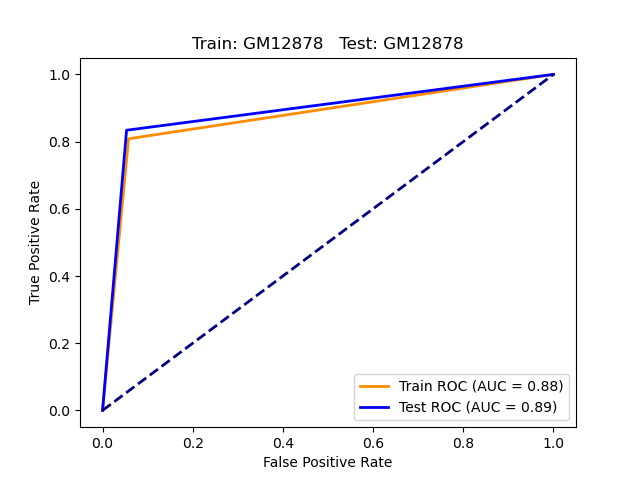 Train: GM12878   Test: GM12878
True Positive Rate
1.0
0.8
0.6
0.4
0.2
0.0
Train ROC (AUC = 0.88)
Test ROC (AUC = 0.89)
0.0 0.2 0.4 0.6 0.8 1.0
False Positive Rate